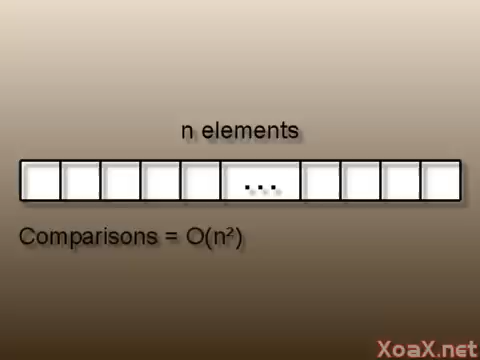 n elements
...
Comparisons = O(n²)
XoaX.net